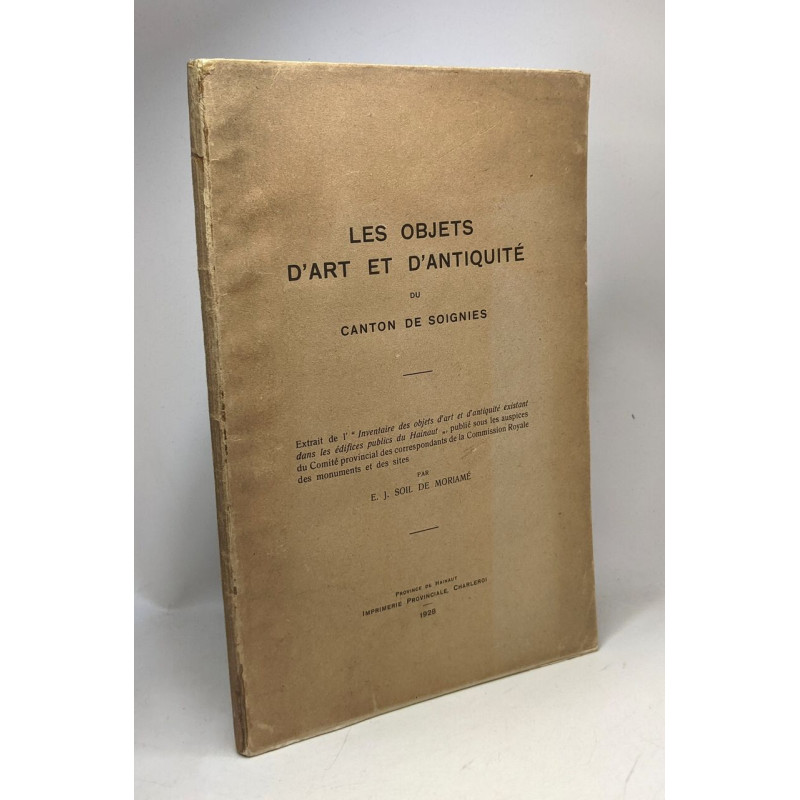 LES OBJETS
D'ART ET D'ANTIQUITÉ
DU
CANTON DE SOIGNIES
Extrait de l' " Inventaire des objets d'art et d'antiquité existant
dans les édifices publics du Hainaut „, publié sous les auspices
du Comité provincial des correspondants de la Commission Royale
des monuments et des sites
PAR
E. J. SOIL DE MORIAMÉ
PROVINCE DE HAINAUT
IMPRIMERIE PROVINCIALE, CHARLEROI
1928